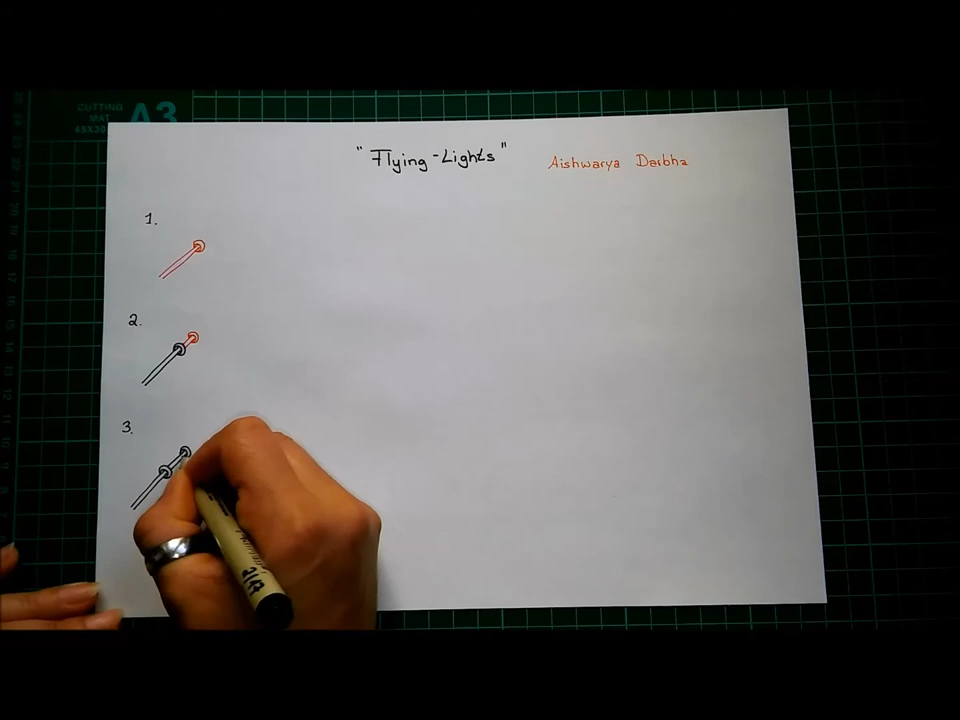 CUTTING
MAT
A3
"Flying-Lights"
Aishwarya Darbha
1.
2.
3.